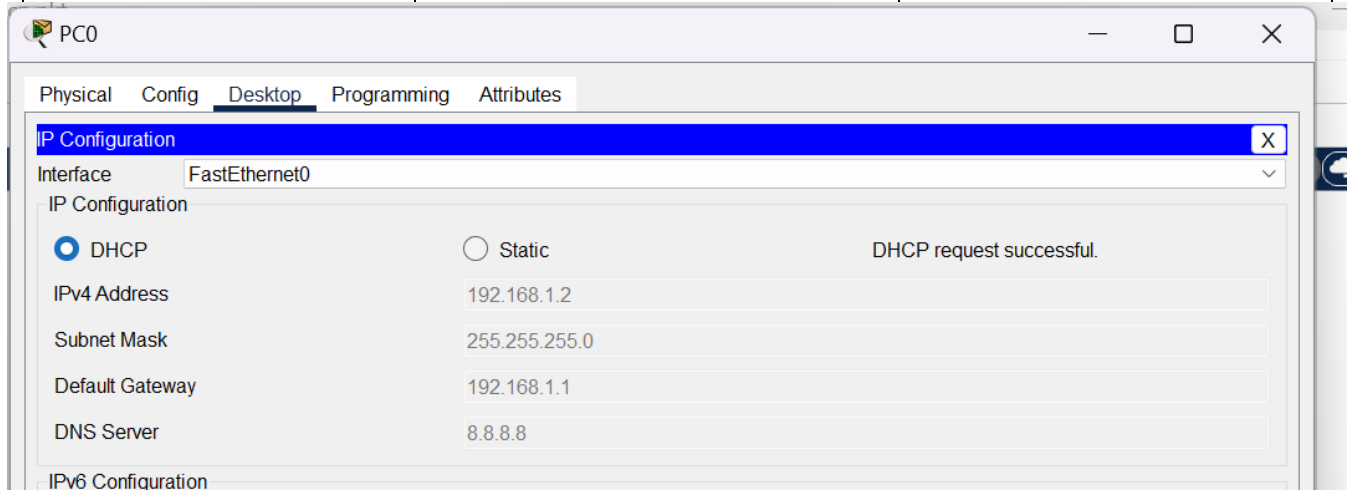 PC0
Physical Config Desktop Programming Attributes
IP Configuration X
Interface FastEthernet0
IP Configuration
DHCP Static DHCP request successful.
IPv4 Address 192.168.1.2
Subnet Mask 255.255.255.0
Default Gateway 192.168.1.1
DNS Server 8.8.8.8
IPv6 Configuration